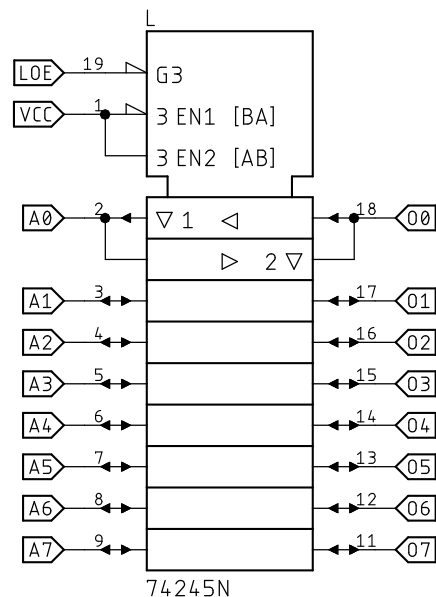 L
LOE 19 G3
VCC 1 3 EN1 [BA]
3 EN2 [AB]
A0 2 1 18 O0
2
A1 3 17 O1
A2 4 16 O2
A3 5 15 O3
A4 6 14 O4
A5 7 13 O5
A6 8 12 O6
A7 9 11 O7
74245N